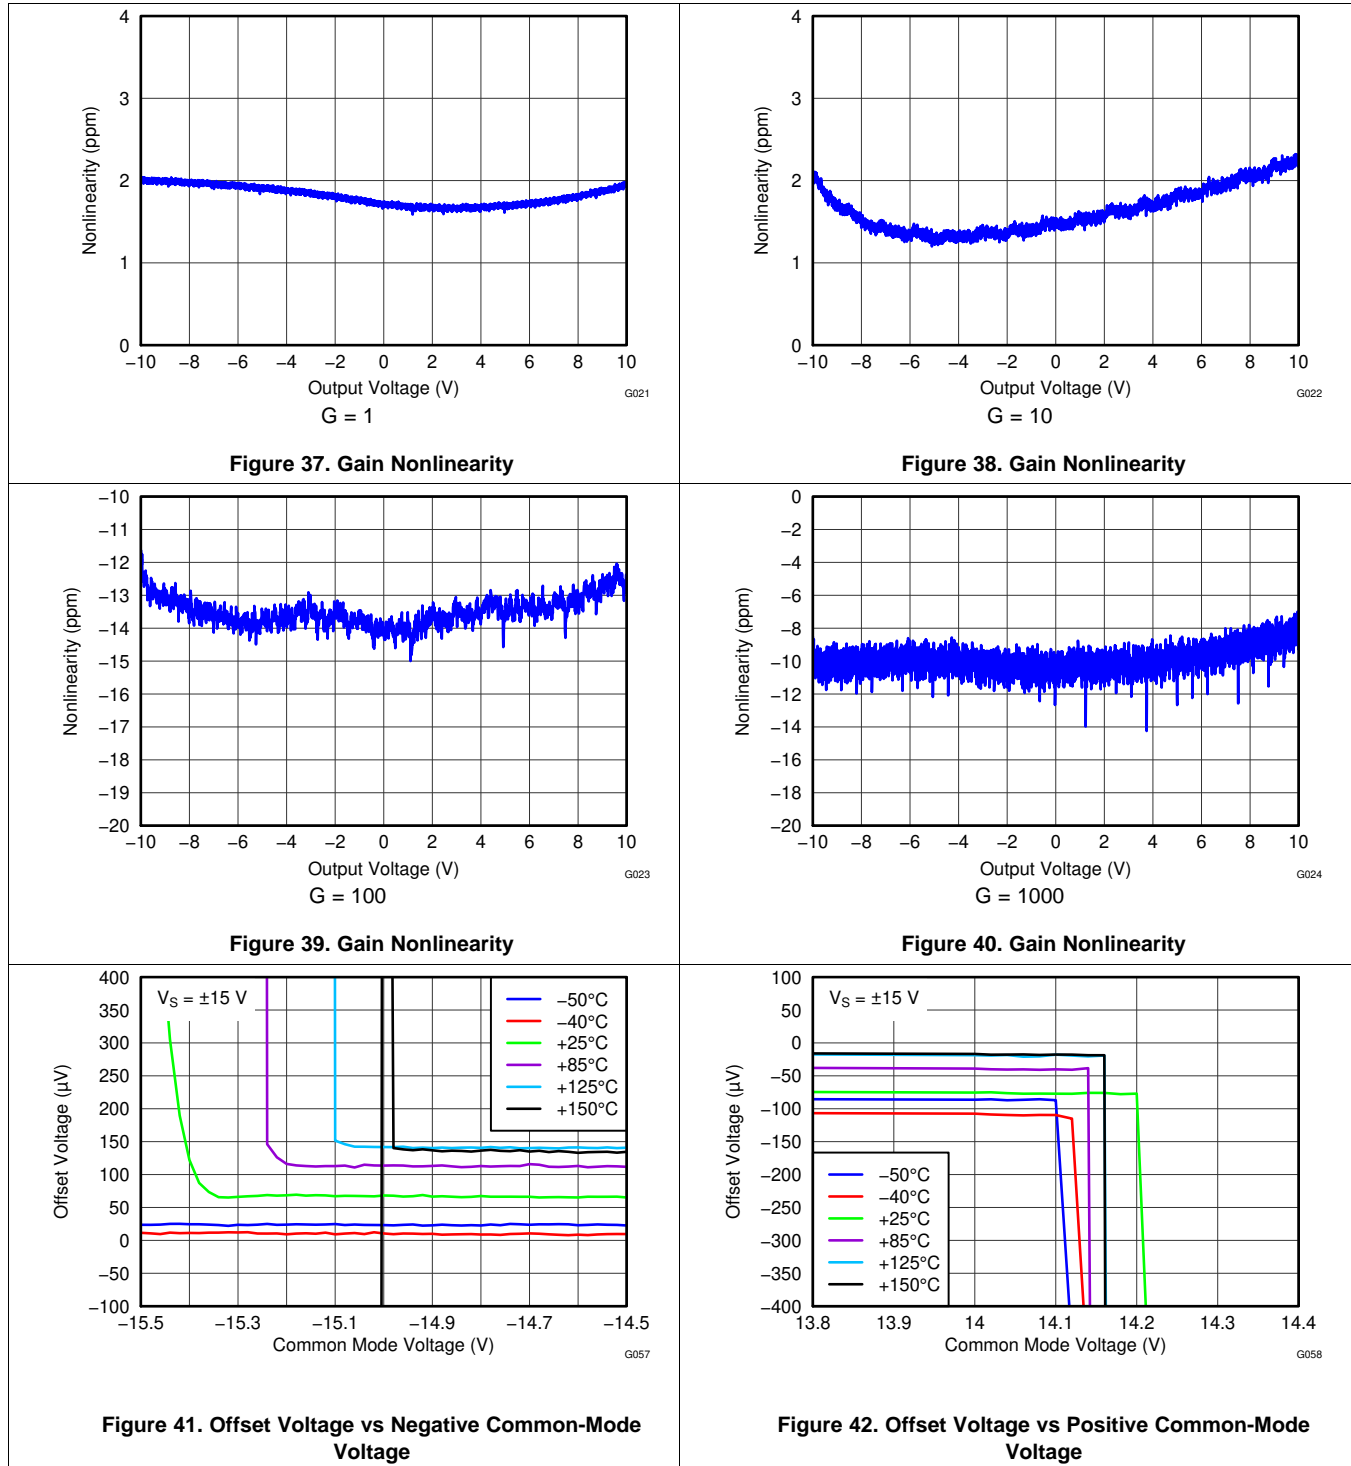 4
3
2
1
0
Nonlinearity (ppm)
−10 −8 −6 −4 −2 0 2 4 6 8 10
Output Voltage (V)
G021
G = 1
Figure 37. Gain Nonlinearity
4
3
2
1
0
Nonlinearity (ppm)
−10 −8 −6 −4 −2 0 2 4 6 8 10
Output Voltage (V)
G022
G = 10
Figure 38. Gain Nonlinearity
−10
−11
−12
−13
−14
−15
−16
−17
−18
−19
−20
Nonlinearity (ppm)
−10 −8 −6 −4 −2 0 2 4 6 8 10
Output Voltage (V)
G023
G = 100
Figure 39. Gain Nonlinearity
0
−2
−4
−6
−8
−10
−12
−14
−16
−18
−20
Nonlinearity (ppm)
−10 −8 −6 −4 −2 0 2 4 6 8 10
Output Voltage (V)
G024
G = 1000
Figure 40. Gain Nonlinearity
400
350
300
250
200
150
100
50
0
−50
−100
Offset Voltage (µV)
VS = ±15 V
−50°C
−40°C
+25°C
+85°C
+125°C
+150°C
−15.5 −15.3 −15.1 −14.9 −14.7 −14.5
Common Mode Voltage (V)
G057
Figure 41. Offset Voltage vs Negative Common-Mode
Voltage
100
50
0
−50
−100
−150
−200
−250
−300
−350
−400
Offset Voltage (µV)
VS = ±15 V
−50°C
−40°C
+25°C
+85°C
+125°C
+150°C
13.8 13.9 14 14.1 14.2 14.3 14.4
Common Mode Voltage (V)
G058
Figure 42. Offset Voltage vs Positive Common-Mode
Voltage